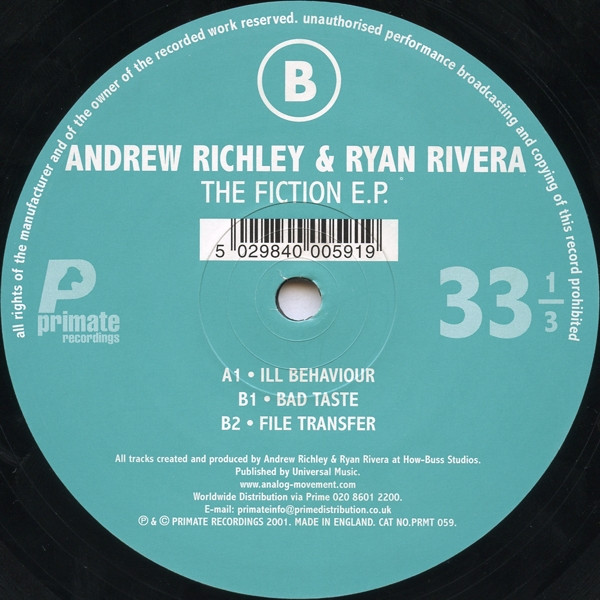 all rights of the manufacturer and of the owner of the recorded work reserved. unauthorised performance broadcasting and copying of this record prohibited
B
ANDREW RICHLEY & RYAN RIVERA
THE FICTION E.P.
5 029840 005919
P
primate
recordings
33 1/3
A1 • ILL BEHAVIOUR
B1 • BAD TASTE
B2 • FILE TRANSFER
All tracks created and produced by Andrew Richley & Ryan Rivera at How-Buss Studios.
Published by Universal Music.
www.analog-movement.com
Worldwide Distribution via Prime 020 8601 2200.
E-mail: primateinfo@primedistribution.co.uk
℗ & © PRIMATE RECORDINGS 2001. MADE IN ENGLAND. CAT NO.PRMT 059.